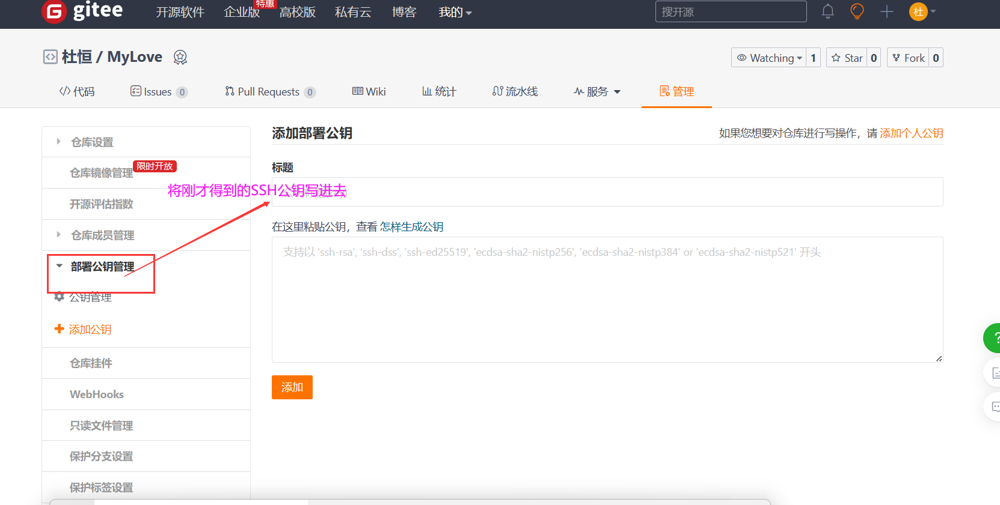 gitee
开源软件 企业版 特惠 高校版 私有云 博客 我的
搜开源
杜
杜恒 / MyLove
Watching 1 Star 0 Fork 0
代码 Issues 0 Pull Requests 0 Wiki 统计 流水线 服务 管理
仓库设置
仓库镜像管理 限时开放
开源评估指数
仓库成员管理
部署公钥管理
公钥管理
添加公钥
仓库挂件
WebHooks
只读文件管理
保护分支设置
保护标签设置
添加部署公钥
如果您想要对仓库进行写操作，请 添加个人公钥
标题
将刚才得到的SSH公钥写进去
在这里粘贴公钥，查看 怎样生成公钥
支持以 'ssh-rsa', 'ssh-dss', 'ssh-ed25519', 'ecdsa-sha2-nistp256', 'ecdsa-sha2-nistp384' or 'ecdsa-sha2-nistp521' 开头
添加
?